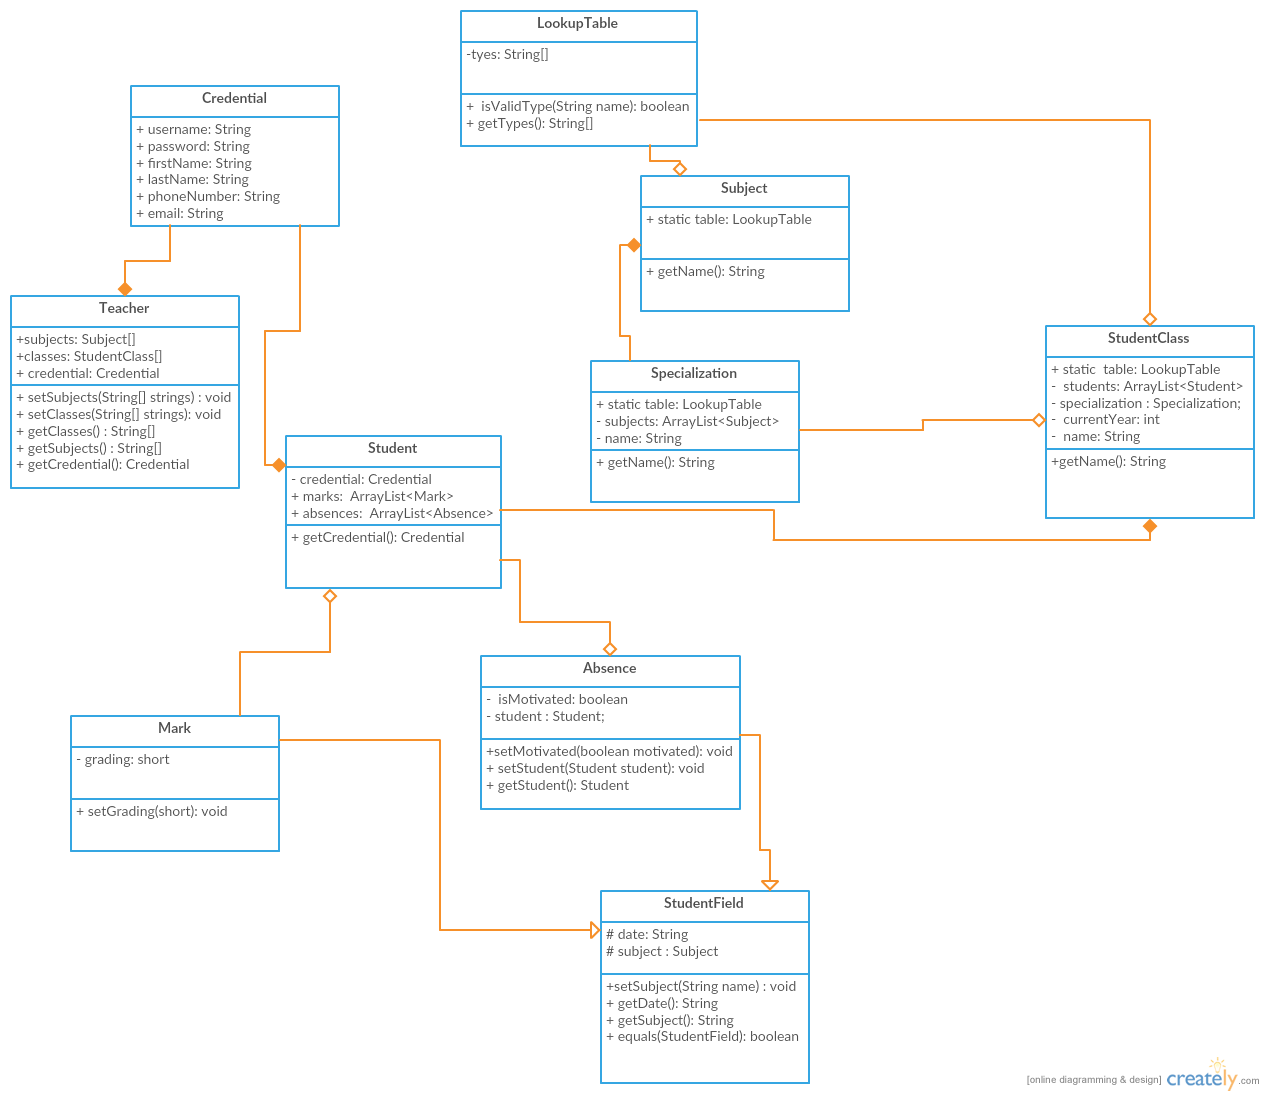 LookupTable
-tyes: String[]
+  isValidType(String name): boolean
+ getTypes(): String[]
Credential
+ username: String
+ password: String
+ firstName: String
+ lastName: String
+ phoneNumber: String
+ email: String
Subject
+ static table: LookupTable
+ getName(): String
Teacher
+subjects: Subject[]
+classes: StudentClass[]
+ credential: Credential
+ setSubjects(String[] strings) : void
+ setClasses(String[] strings): void
+ getClasses() : String[]
+ getSubjects() : String[]
+ getCredential(): Credential
StudentClass
+ static  table: LookupTable
-  students: ArrayList<Student>
- specialization : Specialization;
-  currentYear: int
-  name: String
+getName(): String
Specialization
+ static table: LookupTable
- subjects: ArrayList<Subject>
- name: String
+ getName(): String
Student
- credential: Credential
+ marks:  ArrayList<Mark>
+ absences:  ArrayList<Absence>
+ getCredential(): Credential
Absence
-  isMotivated: boolean
- student : Student;
+setMotivated(boolean motivated): void
+ setStudent(Student student): void
+ getStudent(): Student
Mark
- grading: short
+ setGrading(short): void
StudentField
# date: String
# subject : Subject
+setSubject(String name) : void
+ getDate(): String
+ getSubject(): String
+ equals(StudentField): boolean
[online diagramming & design] creately.com